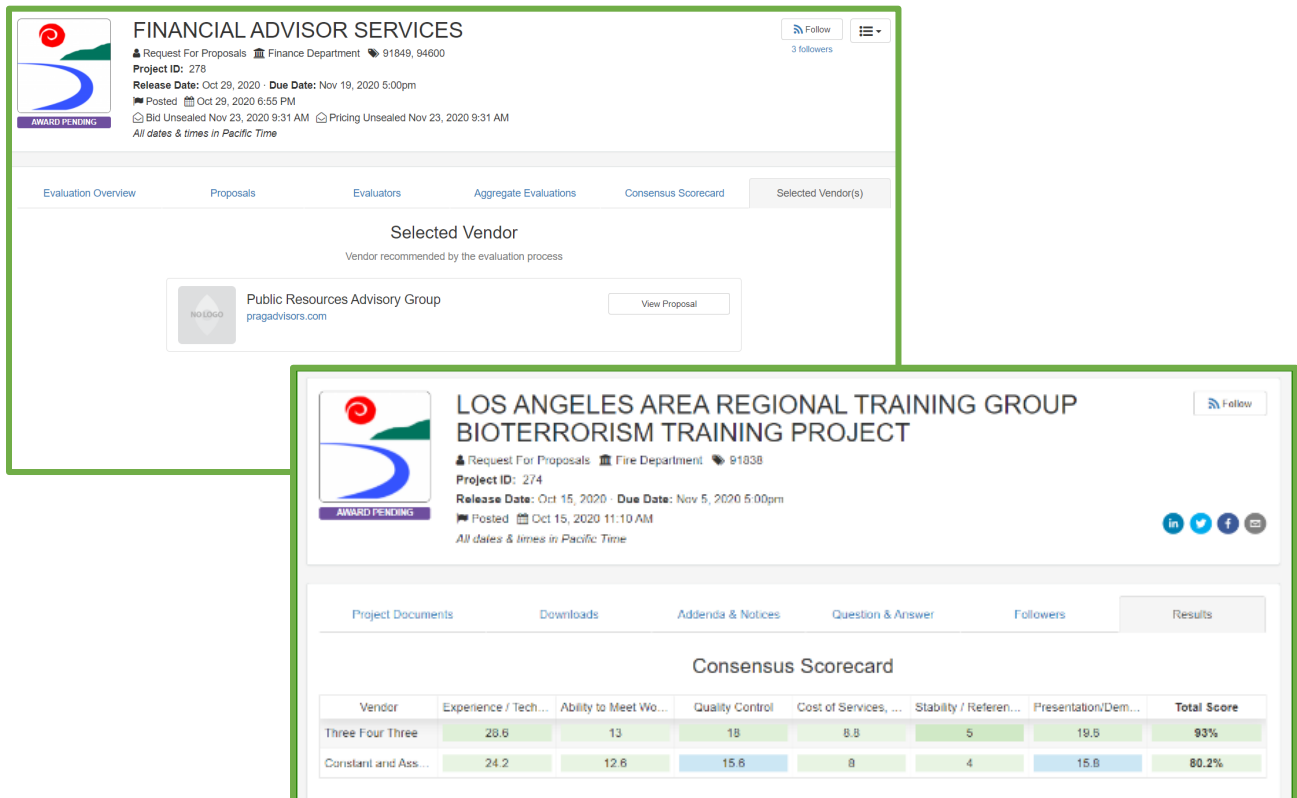 FINANCIAL ADVISOR SERVICES
Follow
3 followers
Request For Proposals Finance Department 91849, 94600
Project ID: 278
Release Date: Oct 29, 2020 · Due Date: Nov 19, 2020 5:00pm
Posted Oct 29, 2020 6:55 PM
AWARD PENDING
Bid Unsealed Nov 23, 2020 9:31 AM Pricing Unsealed Nov 23, 2020 9:31 AM
All dates & times in Pacific Time
Evaluation Overview Proposals Evaluators Aggregate Evaluations Consensus Scorecard Selected Vendor(s)
Selected Vendor
Vendor recommended by the evaluation process
NO LOGO
Public Resources Advisory Group
pragadvisors.com
View Proposal
LOS ANGELES AREA REGIONAL TRAINING GROUP
BIOTERRORISM TRAINING PROJECT
Follow
Request For Proposals Fire Department 91838
Project ID: 274
Release Date: Oct 15, 2020 · Due Date: Nov 5, 2020 5:00pm
AWARD PENDING
Posted Oct 15, 2020 11:10 AM
All dates & times in Pacific Time
Project Documents Downloads Addenda & Notices Question & Answer Followers Results
Consensus Scorecard
Vendor Experience / Tech... Ability to Meet Wo... Quality Control Cost of Services, ... Stability / Referen... Presentation/Dem... Total Score
Three Four Three 28.6 13 18 8.8 5 19.6 93%
Constant and Ass... 24.2 12.6 15.6 8 4 15.8 80.2%